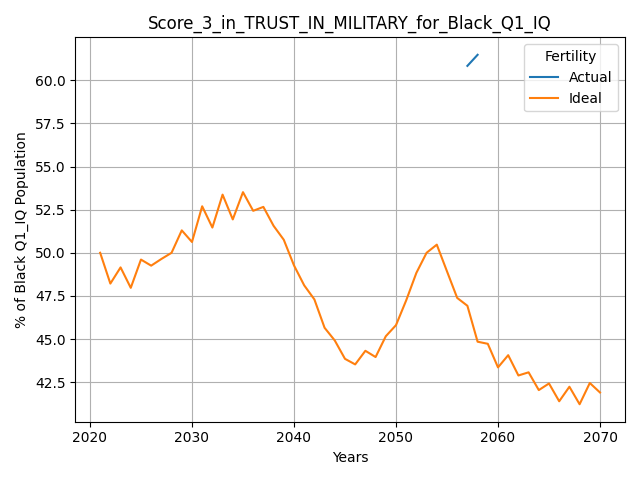 Score_3_in_TRUST_IN_MILITARY_for_Black_Q1_IQ
Fertility
Actual
Ideal
% of Black Q1_IQ Population
60.0
57.5
55.0
52.5
50.0
47.5
45.0
42.5
2020
2030
2040
2050
2060
2070
Years